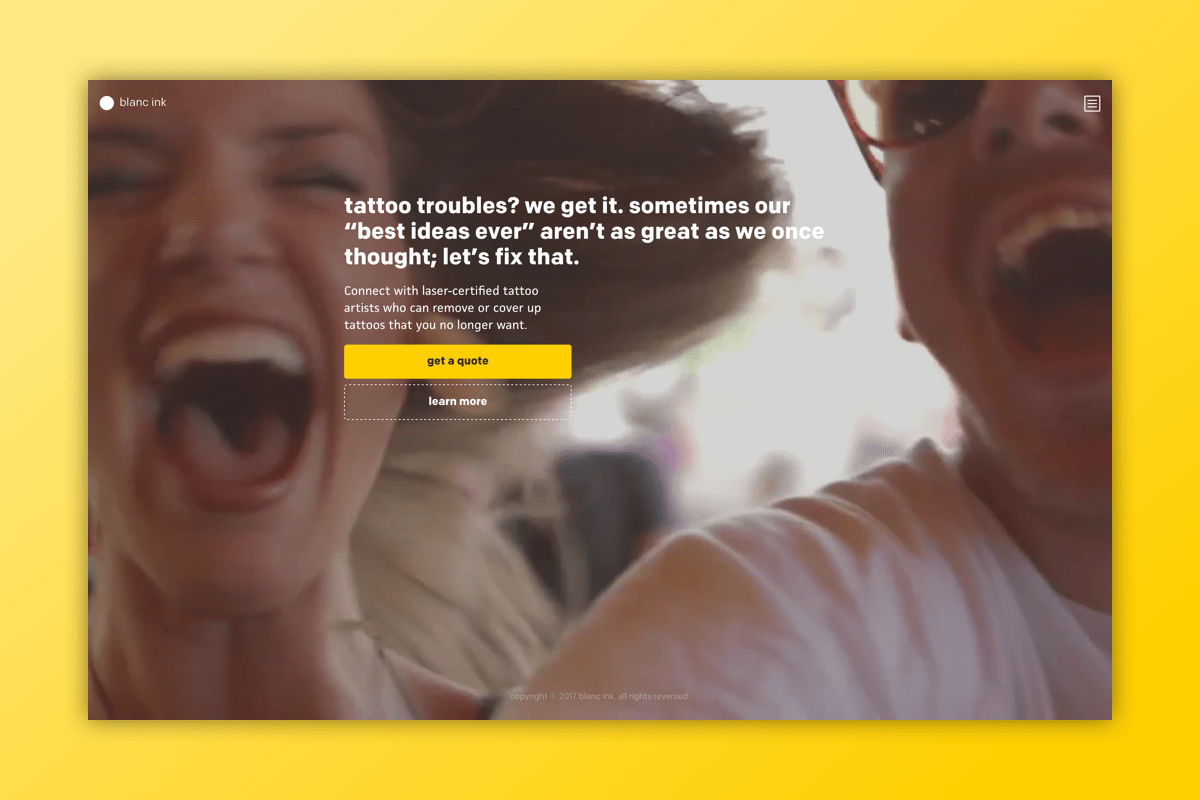 blanc ink
tattoo troubles? we get it. sometimes our
“best ideas ever” aren’t as great as we once
thought; let’s fix that.
Connect with laser-certified tattoo
artists who can remove or cover up
tattoos that you no longer want.
get a quote
learn more
copyright © 2017 blanc ink. all rights reversed.